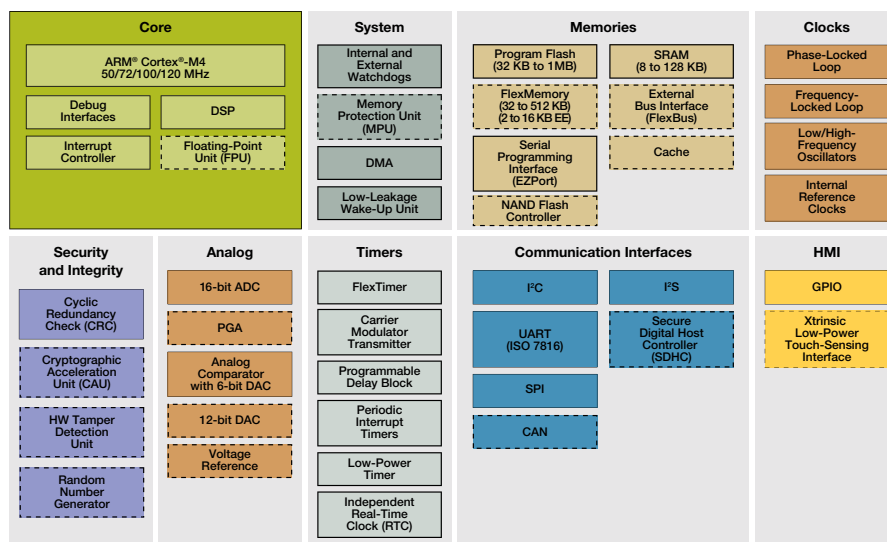 Core
ARM® Cortex®-M4
50/72/100/120 MHz
Debug
Interfaces
DSP
Interrupt
Controller
Floating-Point
Unit (FPU)
System
Internal and
External
Watchdogs
Memory
Protection Unit
(MPU)
DMA
Low-Leakage
Wake-Up Unit
Memories
Program Flash
(32 KB to 1MB)
SRAM
(8 to 128 KB)
FlexMemory
(32 to 512 KB)
(2 to 16 KB EE)
External
Bus Interface
(FlexBus)
Serial
Programming
Interface
(EZPort)
Cache
NAND Flash
Controller
Clocks
Phase-Locked
Loop
Frequency-
Locked Loop
Low/High-
Frequency
Oscillators
Internal
Reference
Clocks
Security
and Integrity
Cyclic
Redundancy
Check (CRC)
Cryptographic
Acceleration
Unit (CAU)
HW Tamper
Detection
Unit
Random
Number
Generator
Analog
16-bit ADC
PGA
Analog
Comparator
with 6-bit DAC
12-bit DAC
Voltage
Reference
Timers
FlexTimer
Carrier
Modulator
Transmitter
Programmable
Delay Block
Periodic
Interrupt
Timers
Low-Power
Timer
Independent
Real-Time
Clock (RTC)
Communication Interfaces
I²C
I²S
UART
(ISO 7816)
Secure
Digital Host
Controller
(SDHC)
SPI
CAN
HMI
GPIO
Xtrinsic
Low-Power
Touch-Sensing
Interface